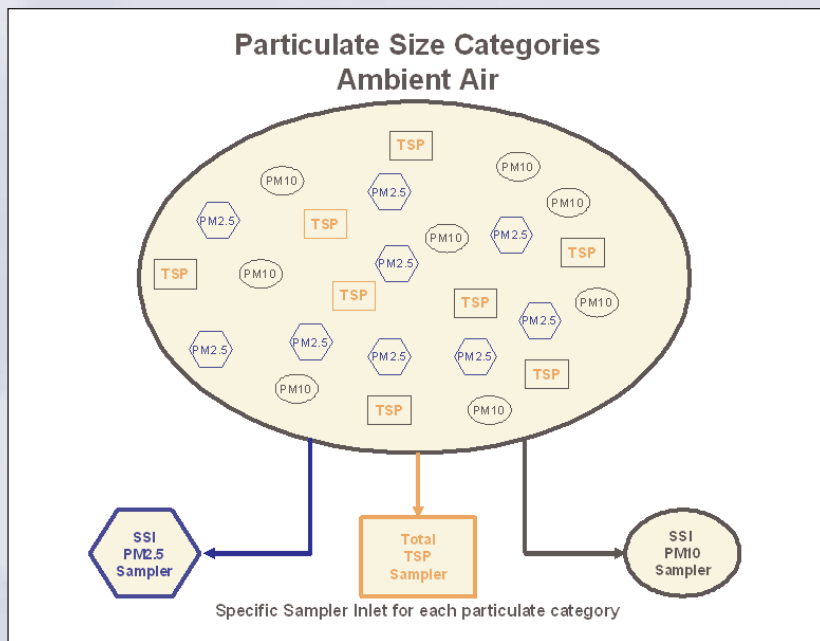 Particulate Size Categories
Ambient Air
TSP
PM10
PM10
PM2.5
PM10
PM2.5
TSP
PM10
PM2.5
TSP
PM2.5
TSP
PM10
TSP
TSP
PM10
PM2.5
PM2.5
PM2.5
PM2.5
PM2.5
TSP
PM10
TSP
PM10
SSI
PM2.5
Sampler
Total
TSP
Sampler
SSI
PM10
Sampler
Specific Sampler Inlet for each particulate category